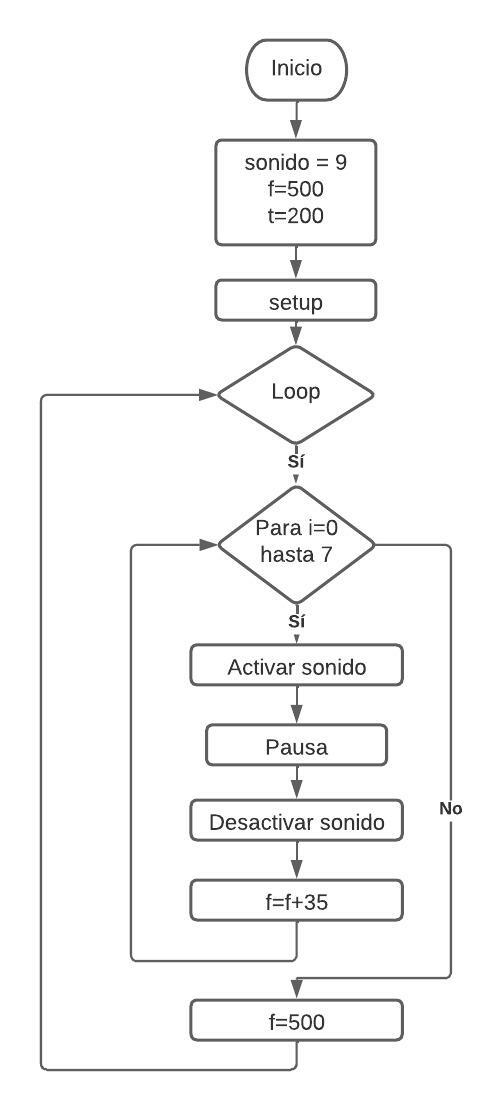 Inicio
sonido = 9
f=500
t=200
setup
Loop
Sí
Para i=0
hasta 7
Sí
Activar sonido
Pausa
No
Desactivar sonido
f=f+35
f=500